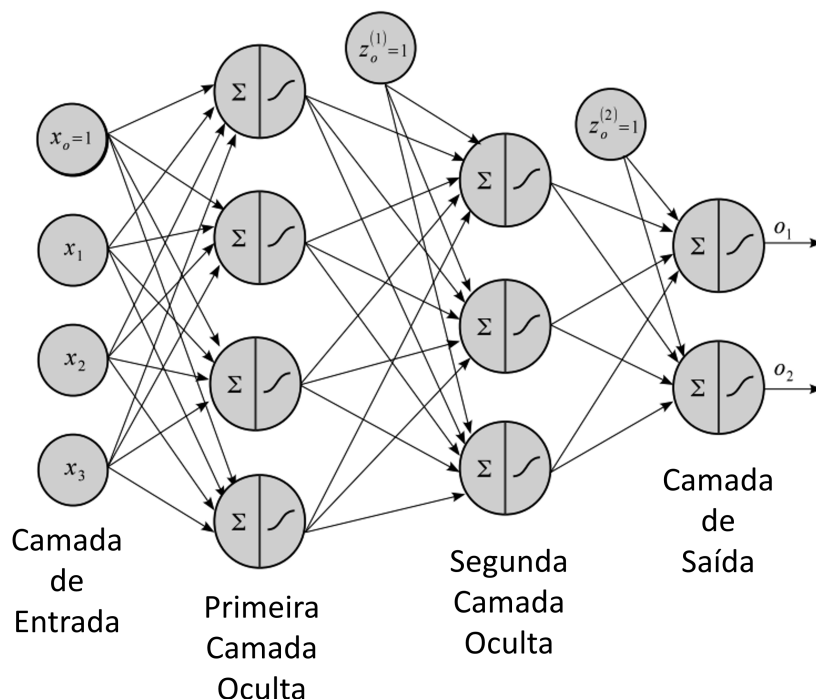 x_o=1
x_1
x_2
x_3
Σ
Σ
Σ
Σ
z_o^(1)=1
Σ
Σ
Σ
z_o^(2)=1
Σ
Σ
o_1
o_2
Camada
de
Entrada
Primeira
Camada
Oculta
Segunda
Camada
Oculta
Camada
de
Saída